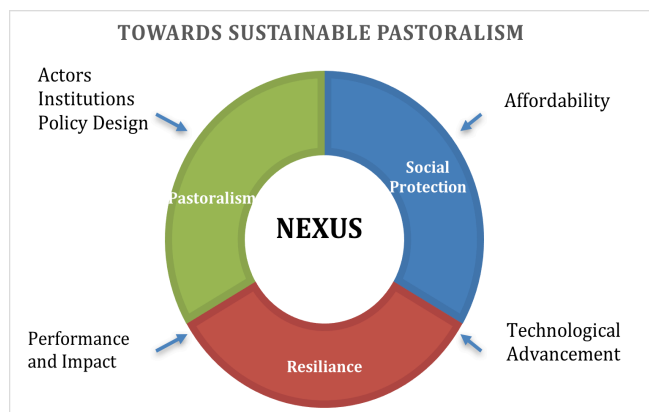 TOWARDS SUSTAINABLE PASTORALISM
Actors
Institutions
Policy Design
Affordability
Social
Protection
Pastoralism
NEXUS
Performance
and Impact
Technological
Advancement
Resiliance